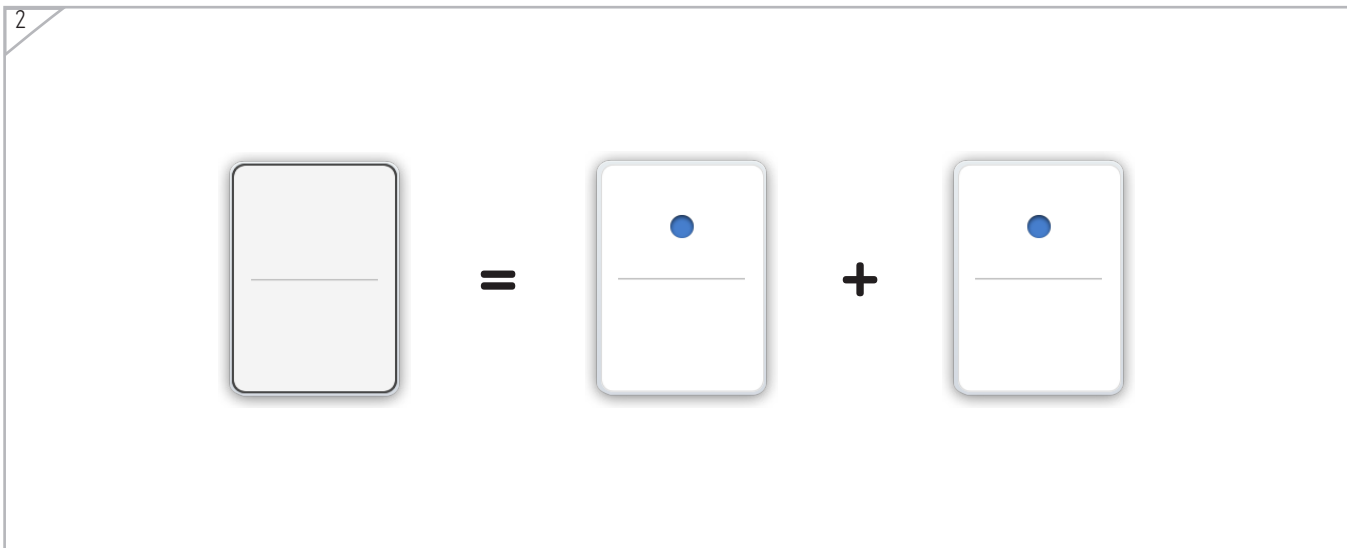 2
= +